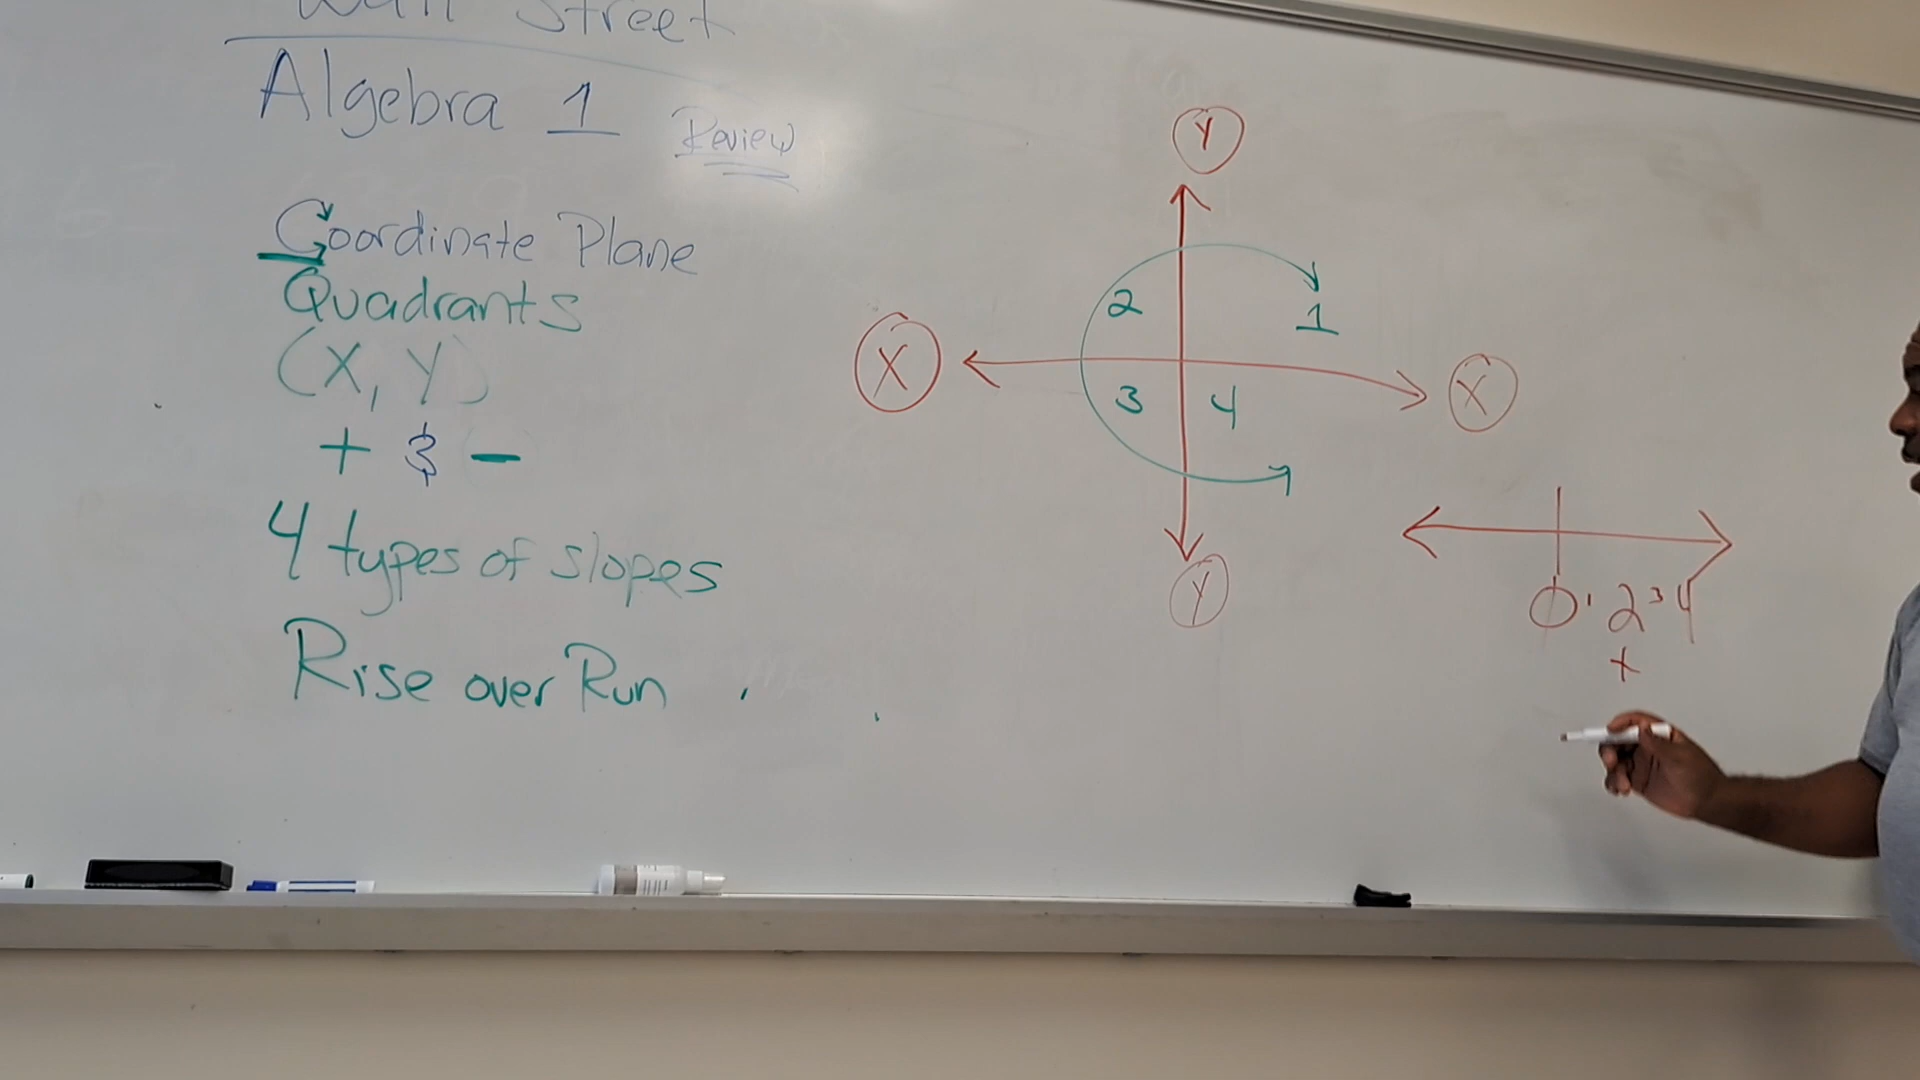 Wall Street
Algebra 1 Review
Coordinate Plane
Quadrants
(X, Y)
+ & -
4 types of slopes
Rise over Run
Y
2 1
X X
3 4
Y
0 1 2 3 4
+